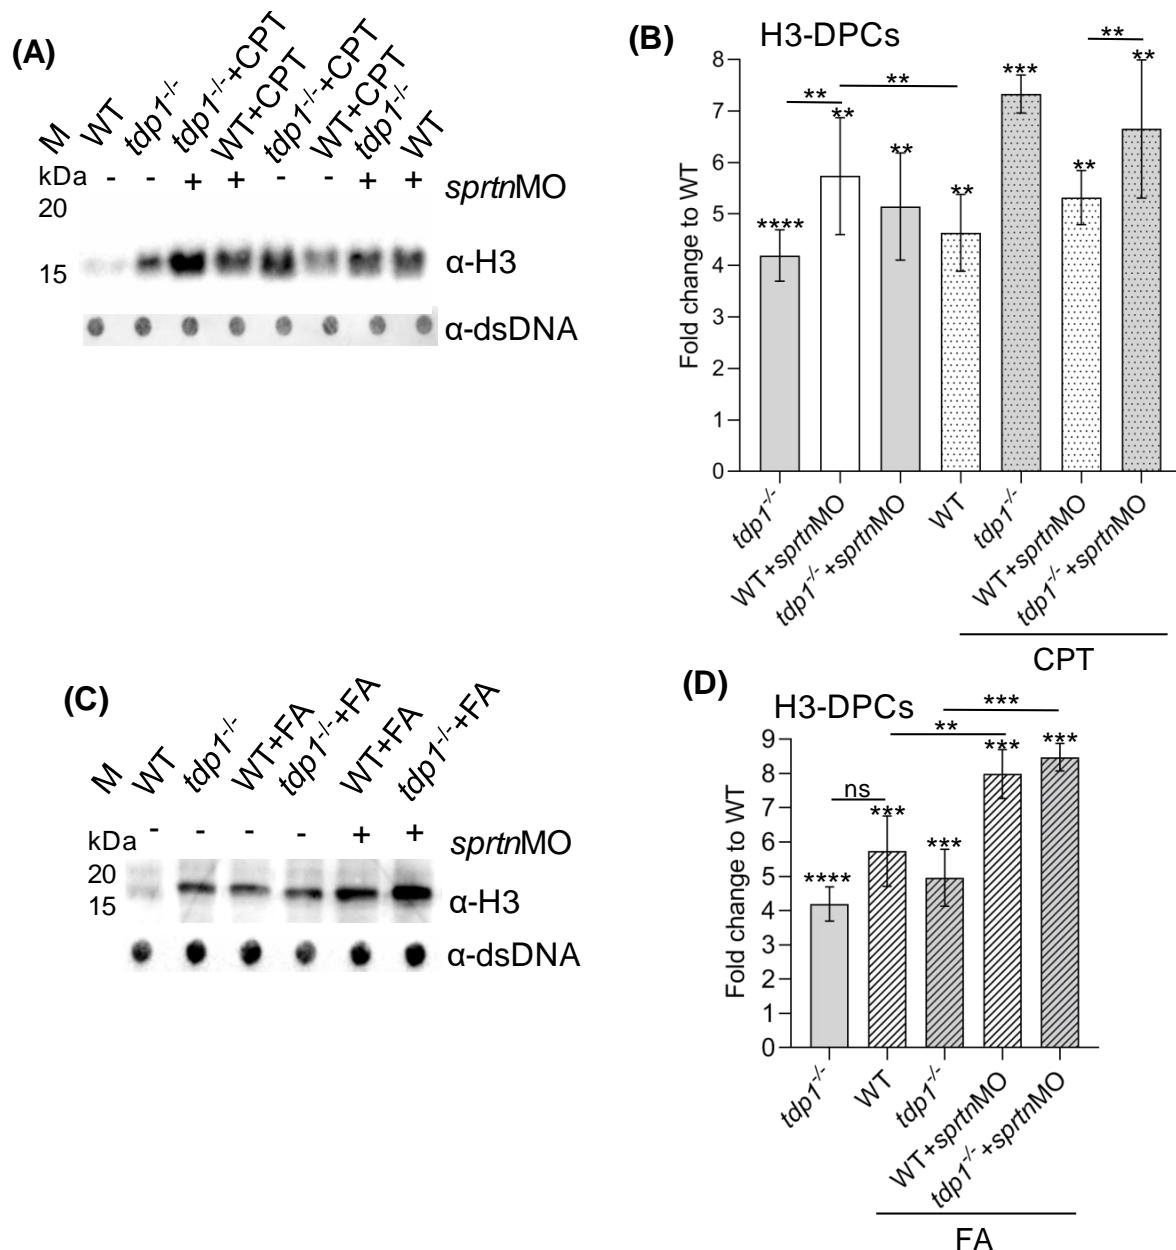 (A)
M WT tdp1-/- tdp1-/-+CPT WT+CPT tdp1-/-+CPT WT+CPT tdp1-/- WT
kDa - - + + - - + + sprtnMO
20
15
α-H3
α-dsDNA
(B)
H3-DPCs
Fold change to WT
8
7
6
5
4
3
2
1
0
**** ** ** ** *** ** **
** ** **
tdp1-/- WT+sprtnMO tdp1-/-+sprtnMO WT tdp1-/- WT+sprtnMO tdp1-/-+sprtnMO
CPT
(C)
M WT tdp1-/- WT+FA tdp1-/-+FA WT+FA tdp1-/-+FA
kDa - - - - + + sprtnMO
20
15
α-H3
α-dsDNA
(D)
H3-DPCs
Fold change to WT
9
8
7
6
5
4
3
2
1
0
**** *** *** *** ***
ns ** ***
tdp1-/- WT tdp1-/- WT+sprtnMO tdp1-/-+sprtnMO
FA